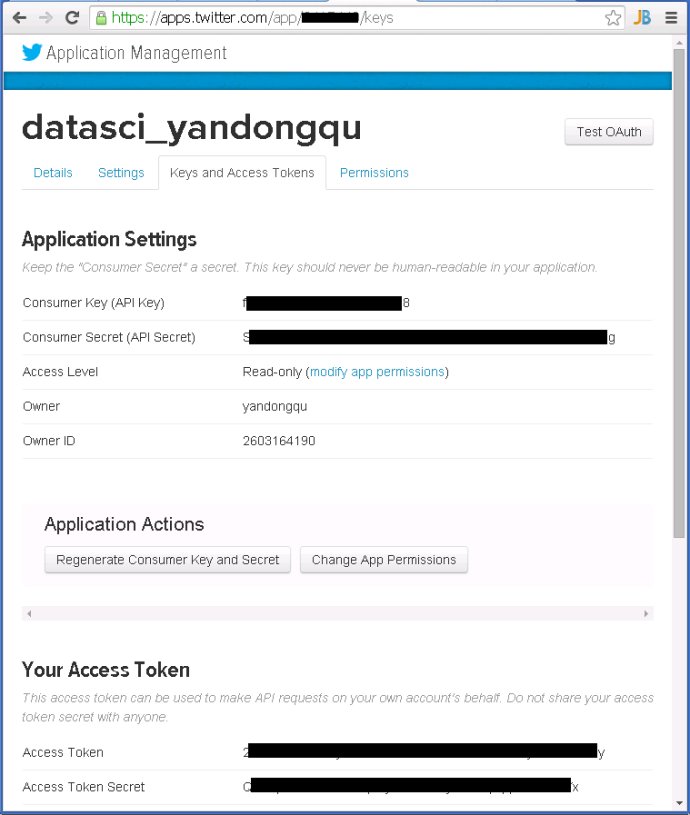 https://apps.twitter.com/app/ /keys
JB
Application Management
datasci_yandongqu
Test OAuth
Details Settings Keys and Access Tokens Permissions
Application Settings
Keep the "Consumer Secret" a secret. This key should never be human-readable in your application.
Consumer Key (API Key) f 8
Consumer Secret (API Secret) S g
Access Level Read-only (modify app permissions)
Owner yandongqu
Owner ID 2603164190
Application Actions
Regenerate Consumer Key and Secret Change App Permissions
Your Access Token
This access token can be used to make API requests on your own account's behalf. Do not share your access
token secret with anyone.
Access Token 2 y
Access Token Secret Q fx